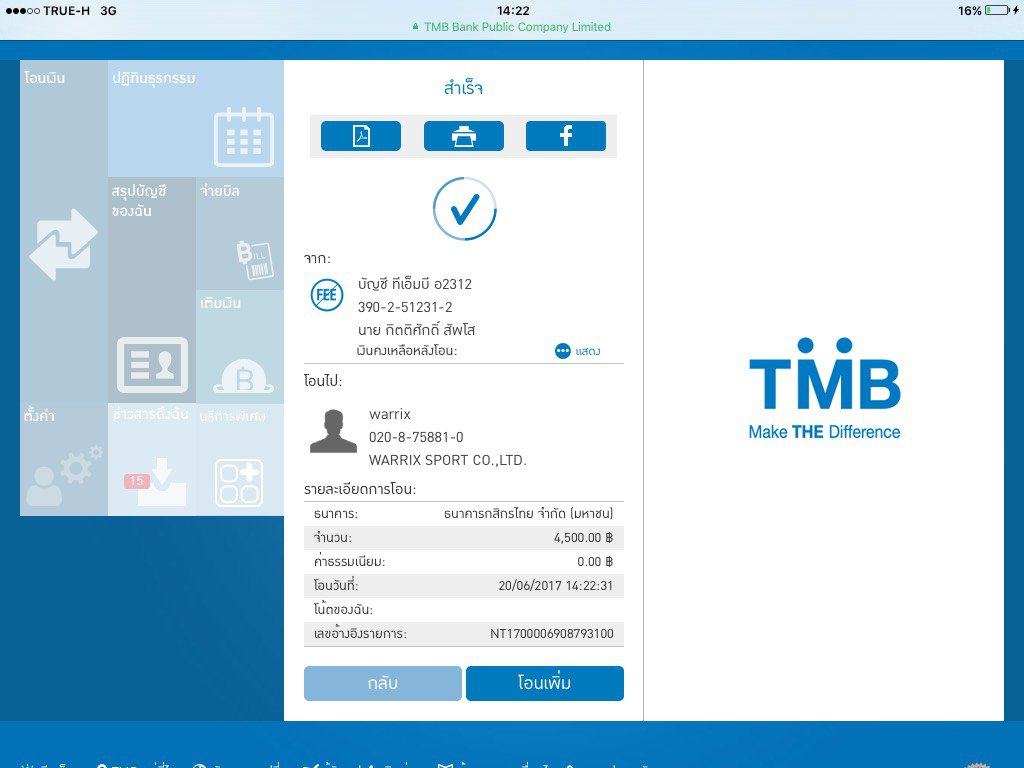 TRUE-H 3G
14:22
16%
TMB Bank Public Company Limited
โอนเงิน
ปฏิทินธุรกรรม
สรุปบัญชี
ของฉัน
จ่ายบิล
BILL
เติมเงิน
ตั้งค่า
ข่าวสารถึงฉัน
15
บริการพิเศษ
สำเร็จ
จาก:
FEE
บัญชี ทีเอ็มบี อ2312
390-2-51231-2
นาย กิตติศักดิ์ สัพโส
เงินคงเหลือหลังโอน:
แสดง
โอนไป:
warrix
020-8-75881-0
WARRIX SPORT CO.,LTD.
รายละเอียดการโอน:
ธนาคาร: ธนาคารกสิกรไทย จำกัด (มหาชน)
จำนวน: 4,500.00 ฿
ค่าธรรมเนียม: 0.00 ฿
โอนวันที่: 20/06/2017 14:22:31
โน้ตของฉัน:
เลขอ้างอิงรายการ: NT1700006908793100
กลับ
โอนเพิ่ม
TMB
Make THE Difference